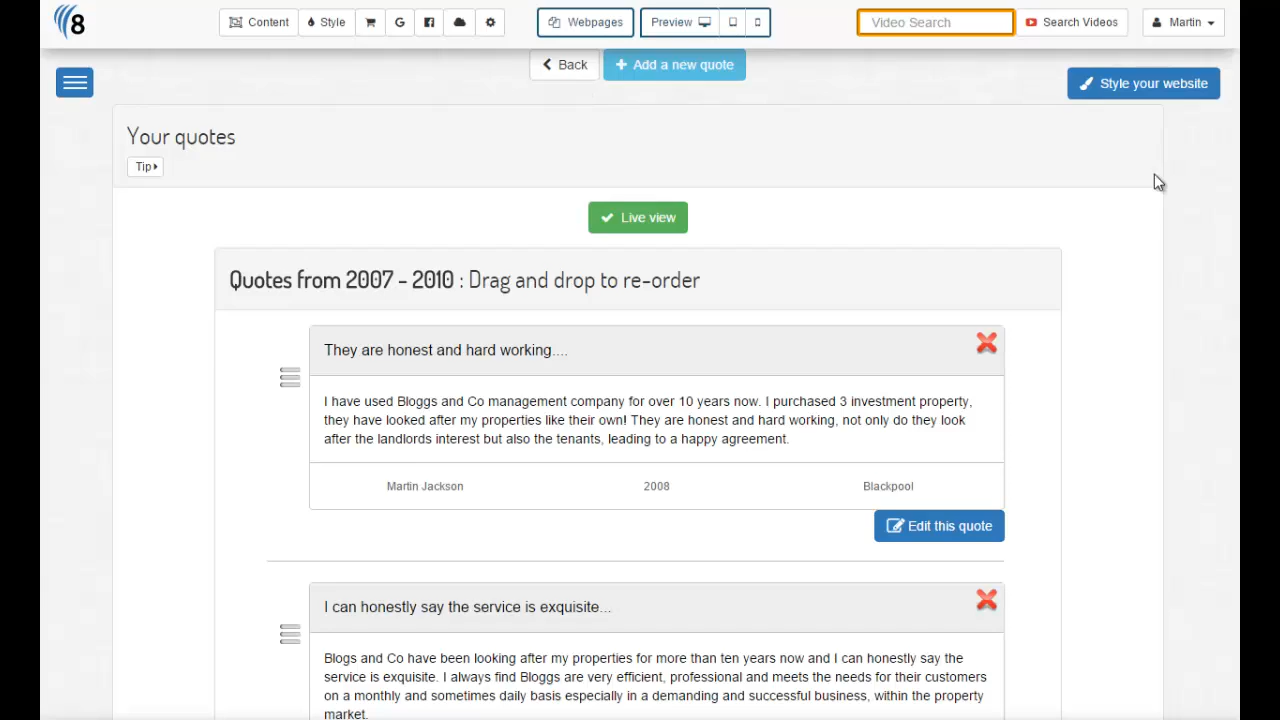 8 Content Style Webpages Preview Video Search Search Videos Martin
Back Add a new quote
Style your website
Your quotes
Tip
Live view
Quotes from 2007 - 2010 : Drag and drop to re-order
They are honest and hard working....
I have used Bloggs and Co management company for over 10 years now. I purchased 3 investment property,
they have looked after my properties like their own! They are honest and hard working, not only do they look
after the landlords interest but also the tenants, leading to a happy agreement.
Martin Jackson 2008 Blackpool
Edit this quote
I can honestly say the service is exquisite...
Blogs and Co have been looking after my properties for more than ten years now and I can honestly say the
service is exquisite. I always find Bloggs are very efficient, professional and meets the needs for their customers
on a monthly and sometimes daily basis especially in a demanding and successful business, within the property
market.